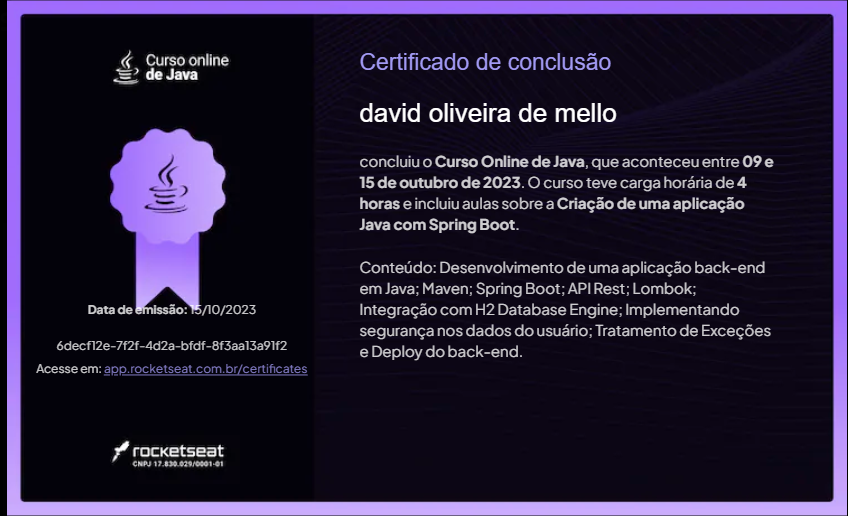 Curso online
de Java
Data de emissão: 15/10/2023
6decf12e-7f2f-4d2a-bfdf-8f3aa13a91f2
Acesse em: app.rocketseat.com.br/certificates
rocketseat
CNPJ 17.830.029/0001-01
Certificado de conclusão
david oliveira de mello
concluiu o Curso Online de Java, que aconteceu entre 09 e
15 de outubro de 2023. O curso teve carga horária de 4
horas e incluiu aulas sobre a Criação de uma aplicação
Java com Spring Boot.
Conteúdo: Desenvolvimento de uma aplicação back-end
em Java; Maven; Spring Boot; API Rest; Lombok;
Integração com H2 Database Engine; Implementando
segurança nos dados do usuário; Tratamento de Exceções
e Deploy do back-end.